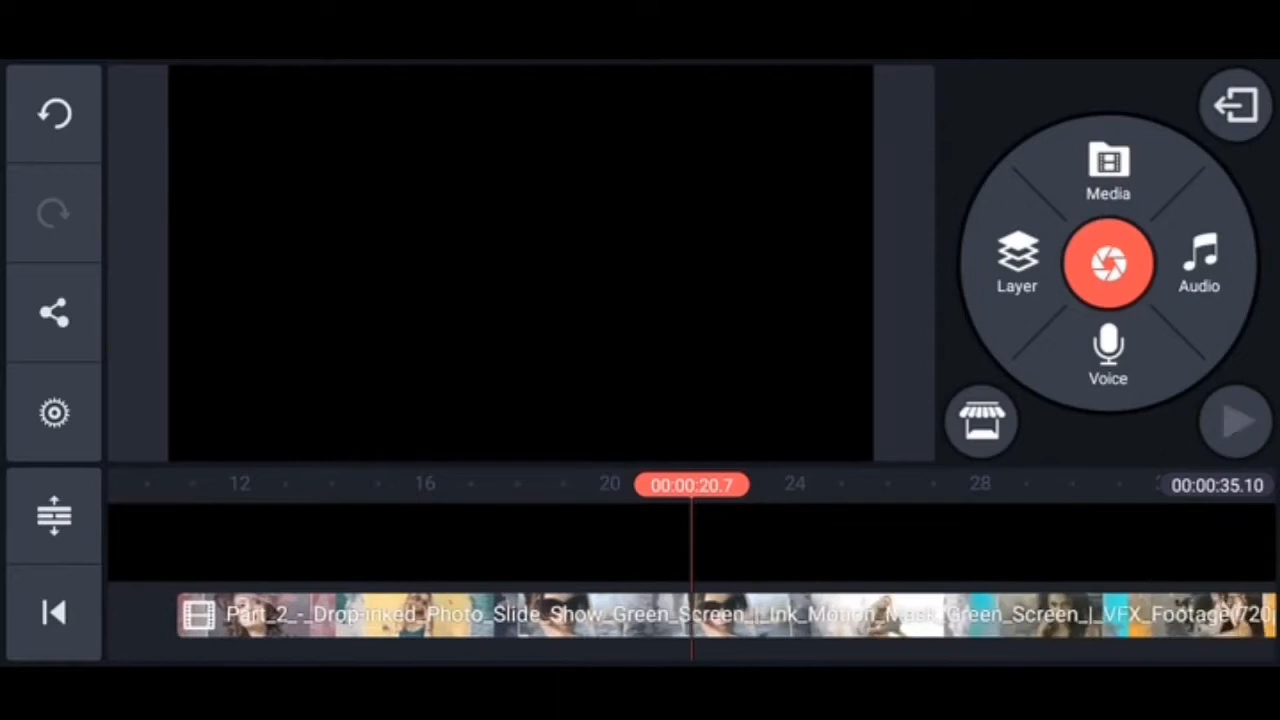 Media
Layer
Audio
Voice
12
16
20
00:00:20.7
24
28
00:00:35.10
Part_2_-_Drop-inked_Photo_Slide_Show_Green_Screen_|_Ink_Motion_Mask_Green_Screen_|_VFX_Footage(720